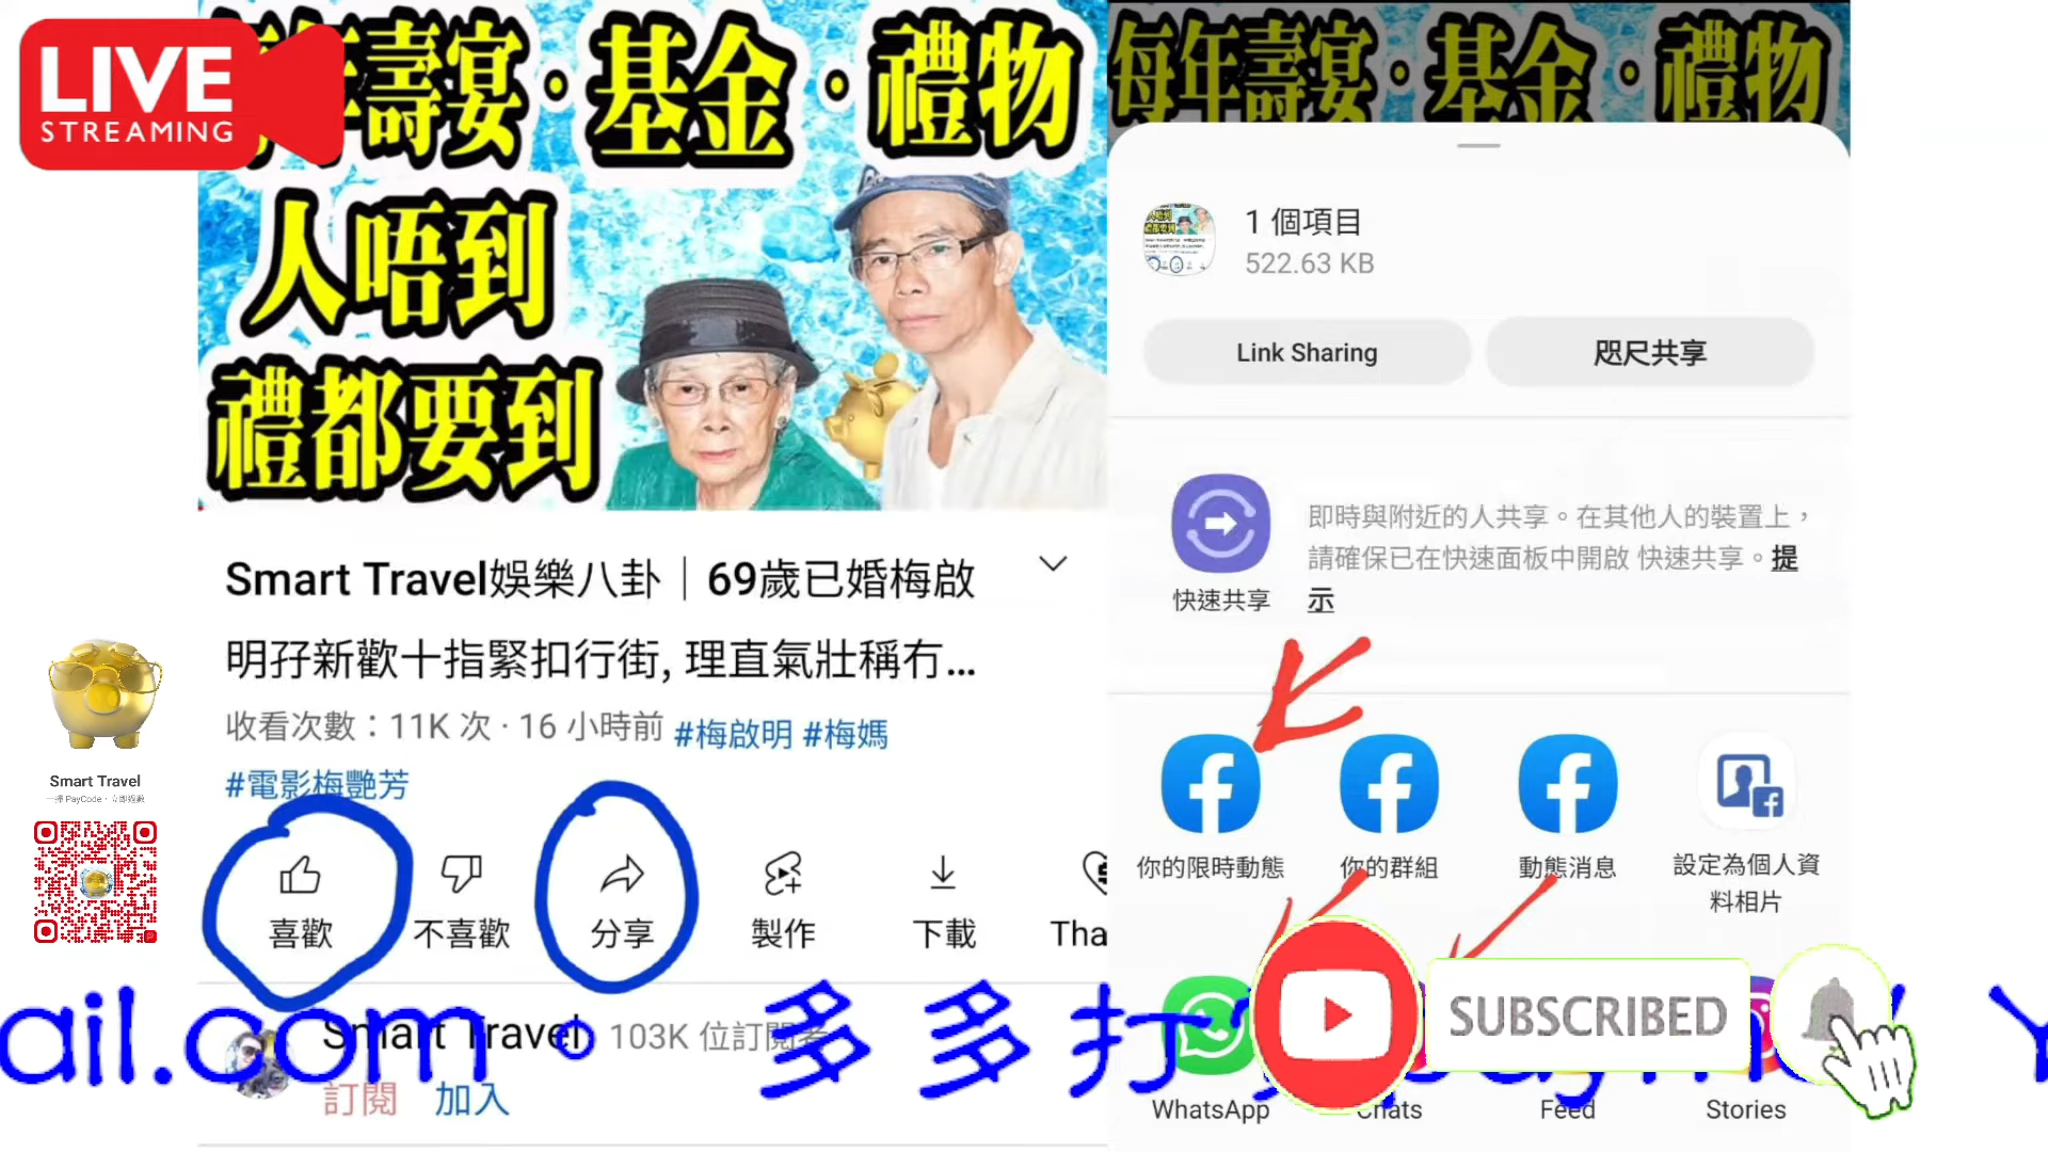 LIVE
STREAMING
年壽宴·基金·禮物
人唔到
禮都要到
Smart Travel娛樂八卦｜69歲已婚梅啟
明孖新歡十指緊扣行街, 理直氣壯稱冇...
收看次數：11K 次 · 16 小時前 #梅啟明 #梅媽
#電影梅艷芳
喜歡
不喜歡
分享
製作
下載
Tha
Smart Travel
103K 位訂閱者
訂閱
加入
Smart Travel
一掃 PayCode，立即過數
每年壽宴·基金·禮物
1 個項目
522.63 KB
Link Sharing
咫尺共享
快速共享
即時與附近的人共享。在其他人的裝置上，
請確保已在快速面板中開啟 快速共享。提
示
你的限時動態
你的群組
動態消息
設定為個人資
料相片
WhatsApp
Chats
Feed
Stories
SUBSCRIBED
ail.com。 多多打